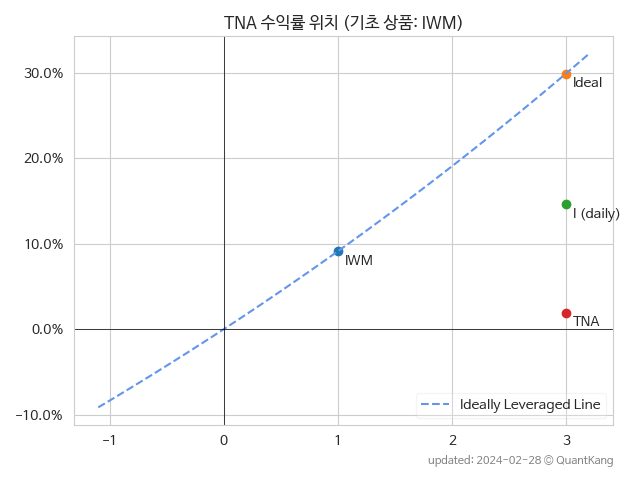 TNA 수익률 위치 (기초 상품: IWM)
30.0%
20.0%
10.0%
0.0%
−10.0%
Ideal
I (daily)
IWM
TNA
Ideally Leveraged Line
−1
0
1
2
3
updated: 2024-02-28 © QuantKang